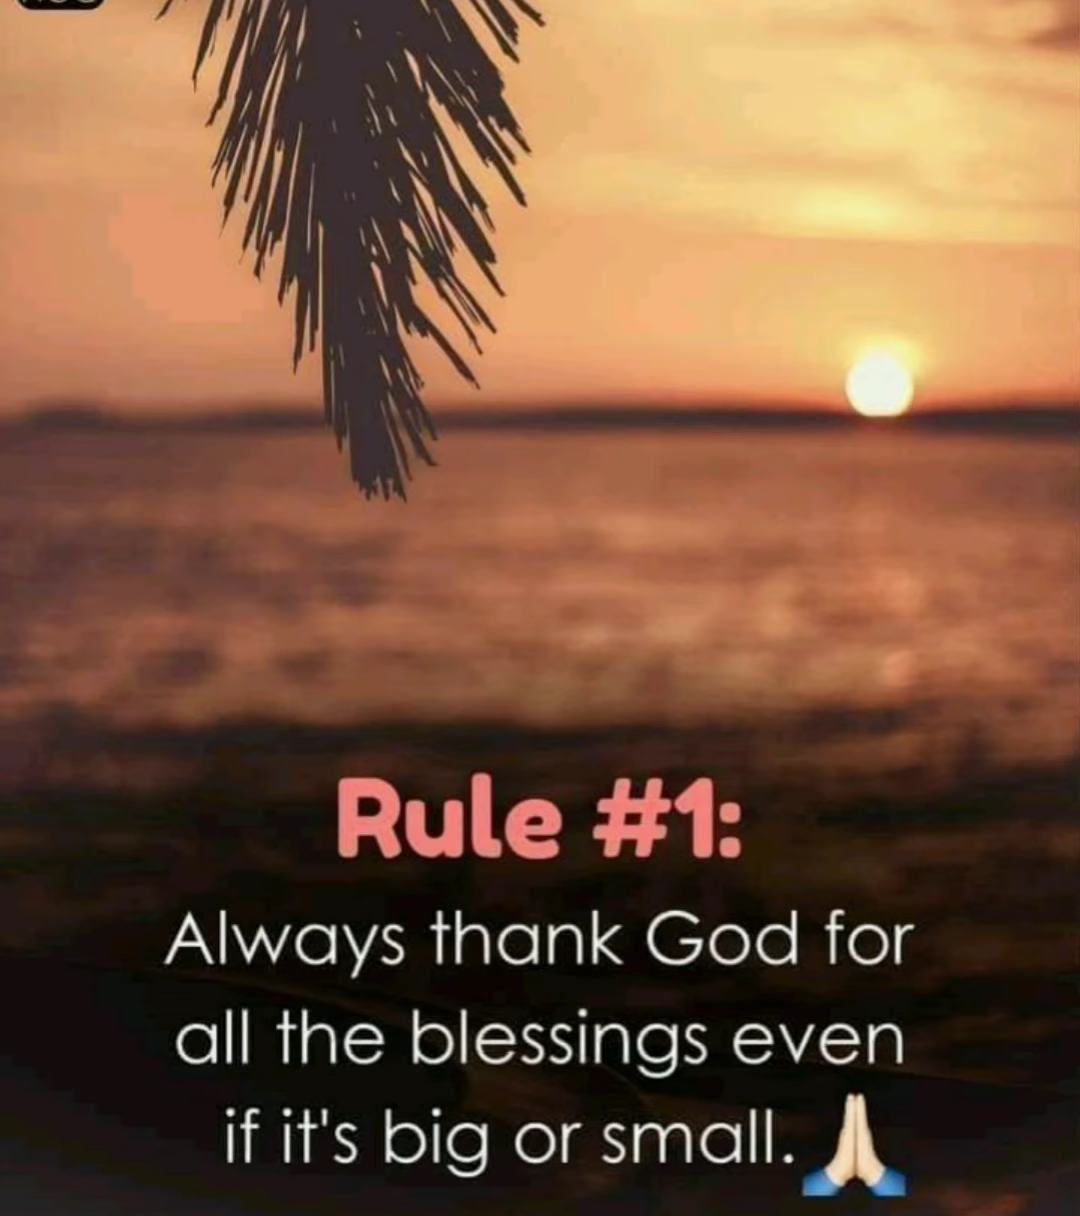 Rule #1:
Always thank God for
all the blessings even
if it's big or small. 🙏🏻